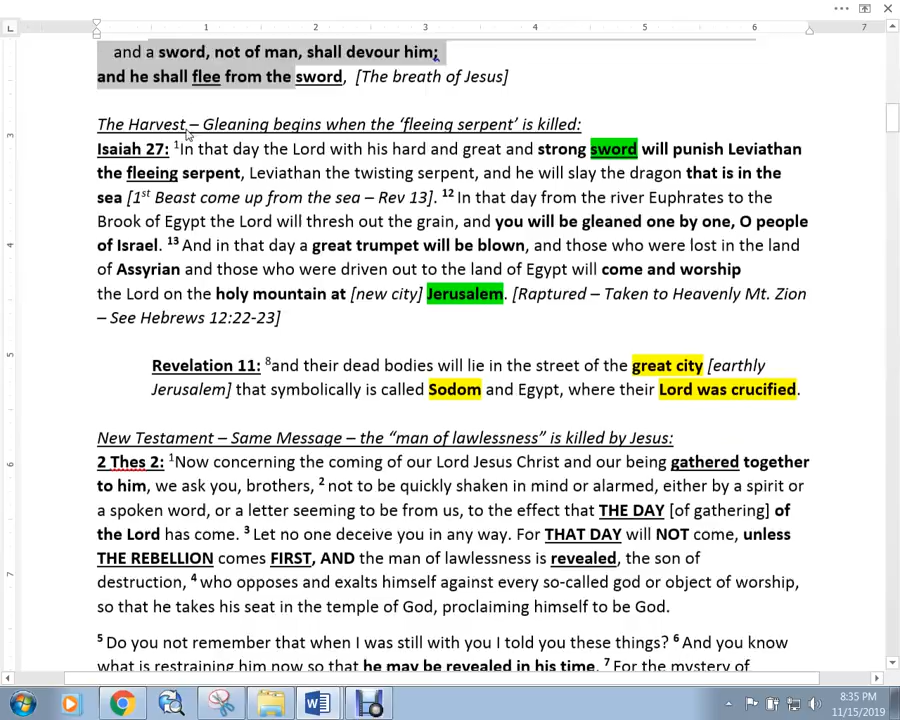 1 2 3 4 5 6 7
and a sword, not of man, shall devour him;
and he shall flee from the sword, [The breath of Jesus]
The Harvest – Gleaning begins when the ‘fleeing serpent’ is killed:
Isaiah 27: 1In that day the Lord with his hard and great and strong sword will punish Leviathan
the fleeing serpent, Leviathan the twisting serpent, and he will slay the dragon that is in the
sea [1st Beast come up from the sea – Rev 13]. 12 In that day from the river Euphrates to the
Brook of Egypt the Lord will thresh out the grain, and you will be gleaned one by one, O people
of Israel. 13 And in that day a great trumpet will be blown, and those who were lost in the land
of Assyrian and those who were driven out to the land of Egypt will come and worship
the Lord on the holy mountain at [new city] Jerusalem. [Raptured – Taken to Heavenly Mt. Zion
– See Hebrews 12:22-23]
Revelation 11: 8and their dead bodies will lie in the street of the great city [earthly
Jerusalem] that symbolically is called Sodom and Egypt, where their Lord was crucified.
New Testament – Same Message – the “man of lawlessness” is killed by Jesus:
2 Thes 2: 1Now concerning the coming of our Lord Jesus Christ and our being gathered together
to him, we ask you, brothers, 2 not to be quickly shaken in mind or alarmed, either by a spirit or
a spoken word, or a letter seeming to be from us, to the effect that THE DAY [of gathering] of
the Lord has come. 3 Let no one deceive you in any way. For THAT DAY will NOT come, unless
THE REBELLION comes FIRST, AND the man of lawlessness is revealed, the son of
destruction, 4 who opposes and exalts himself against every so-called god or object of worship,
so that he takes his seat in the temple of God, proclaiming himself to be God.
5 Do you not remember that when I was still with you I told you these things? 6 And you know
what is restraining him now so that he may be revealed in his time. 7 For the mystery of
3
4
5
6
7
8:35 PM
11/15/2019